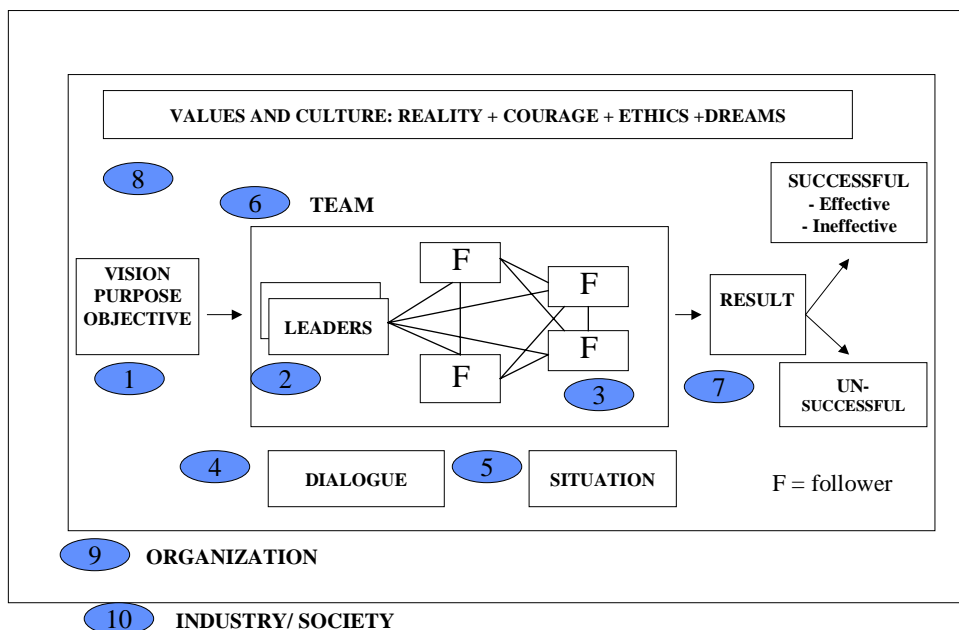 VALUES AND CULTURE: REALITY + COURAGE + ETHICS +DREAMS
8
SUCCESSFUL
- Effective
- Ineffective
6
TEAM
VISION
PURPOSE
OBJECTIVE
LEADERS
F
F
F
F
RESULT
1
2
3
7
UN-
SUCCESSFUL
4
DIALOGUE
5
SITUATION
F = follower
9
ORGANIZATION
10
INDUSTRY/ SOCIETY